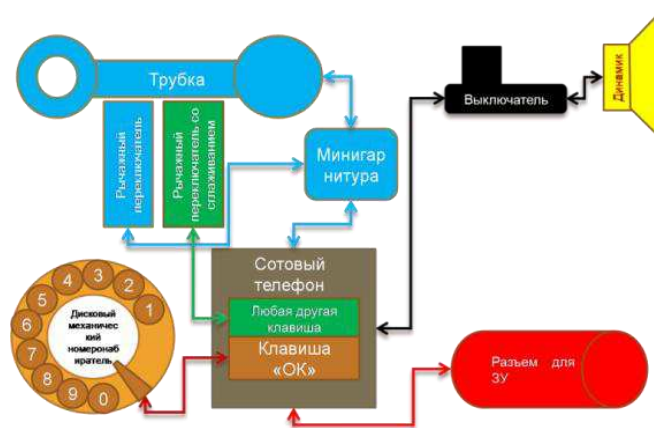 Трубка
Рычажный
переключатель
Рычажный
переключатель со
сглаживанием
Минигар
нитура
Выключатель
Динамик
Сотовый
телефон
Любая другая
клавиша
Клавиша
«ОК»
4
3
2
1
5
6
7
8
9
0
Дисковый
механичес
кий
номеронаб
иратель
Разъем для
ЗУ